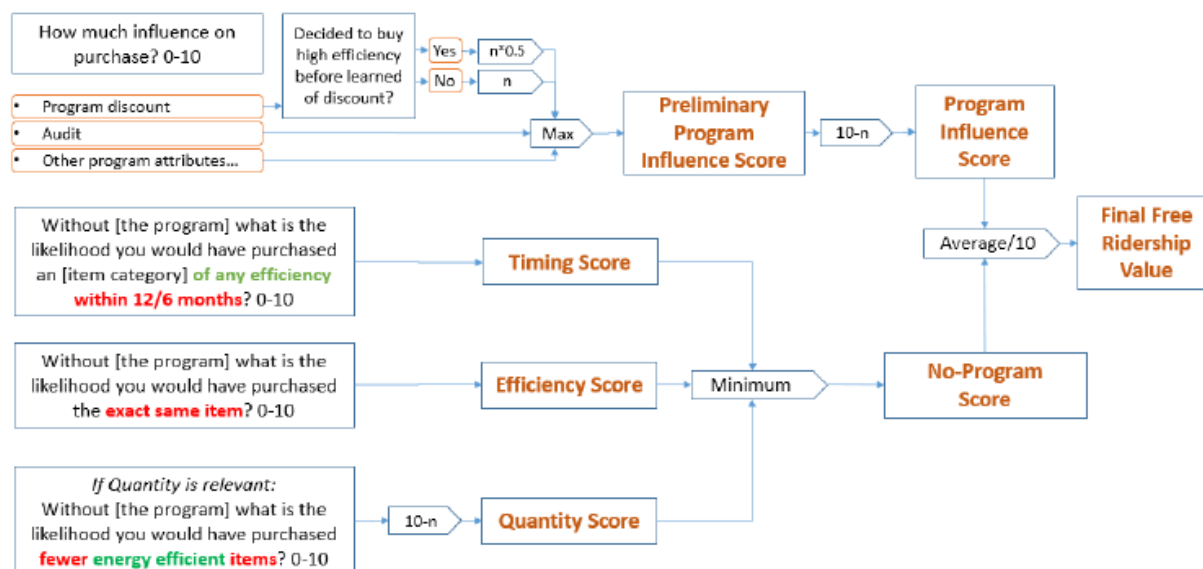 How much influence on
purchase? 0-10
• Program discount
• Audit
• Other program attributes...
Decided to buy
high efficiency
before learned
of discount?
Yes
n*0.5
No
n
Max
Preliminary
Program
Influence Score
10-n
Program
Influence
Score
Without [the program] what is the
likelihood you would have purchased
an [item category] of any efficiency
within 12/6 months? 0-10
Timing Score
Average/10
Final Free
Ridership
Value
Without [the program] what is the
likelihood you would have purchased
the exact same item? 0-10
Efficiency Score
Minimum
No-Program
Score
If Quantity is relevant:
Without [the program] what is the
likelihood you would have purchased
fewer energy efficient items? 0-10
10-n
Quantity Score